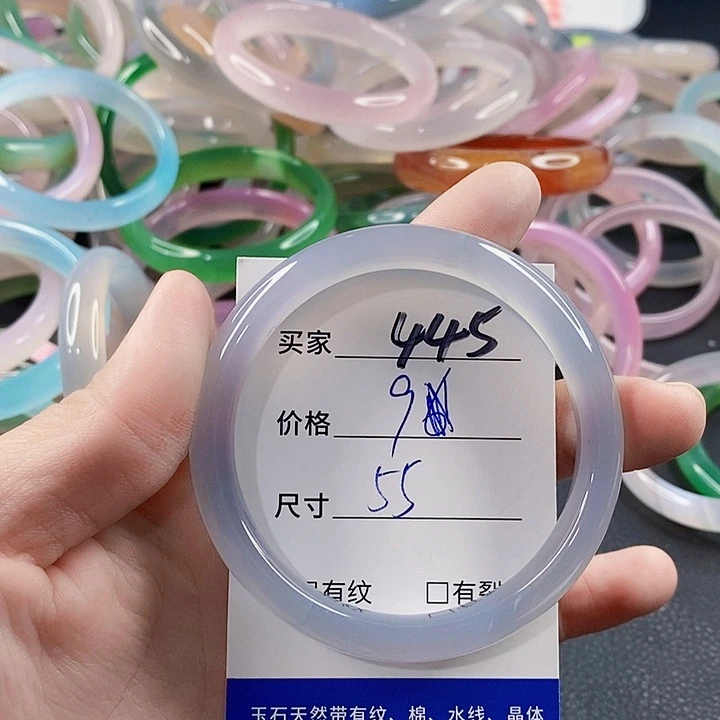 买家 445
价格 9
尺寸 55
有纹 □有裂
玉石天然带有纹、棉、水线、晶体